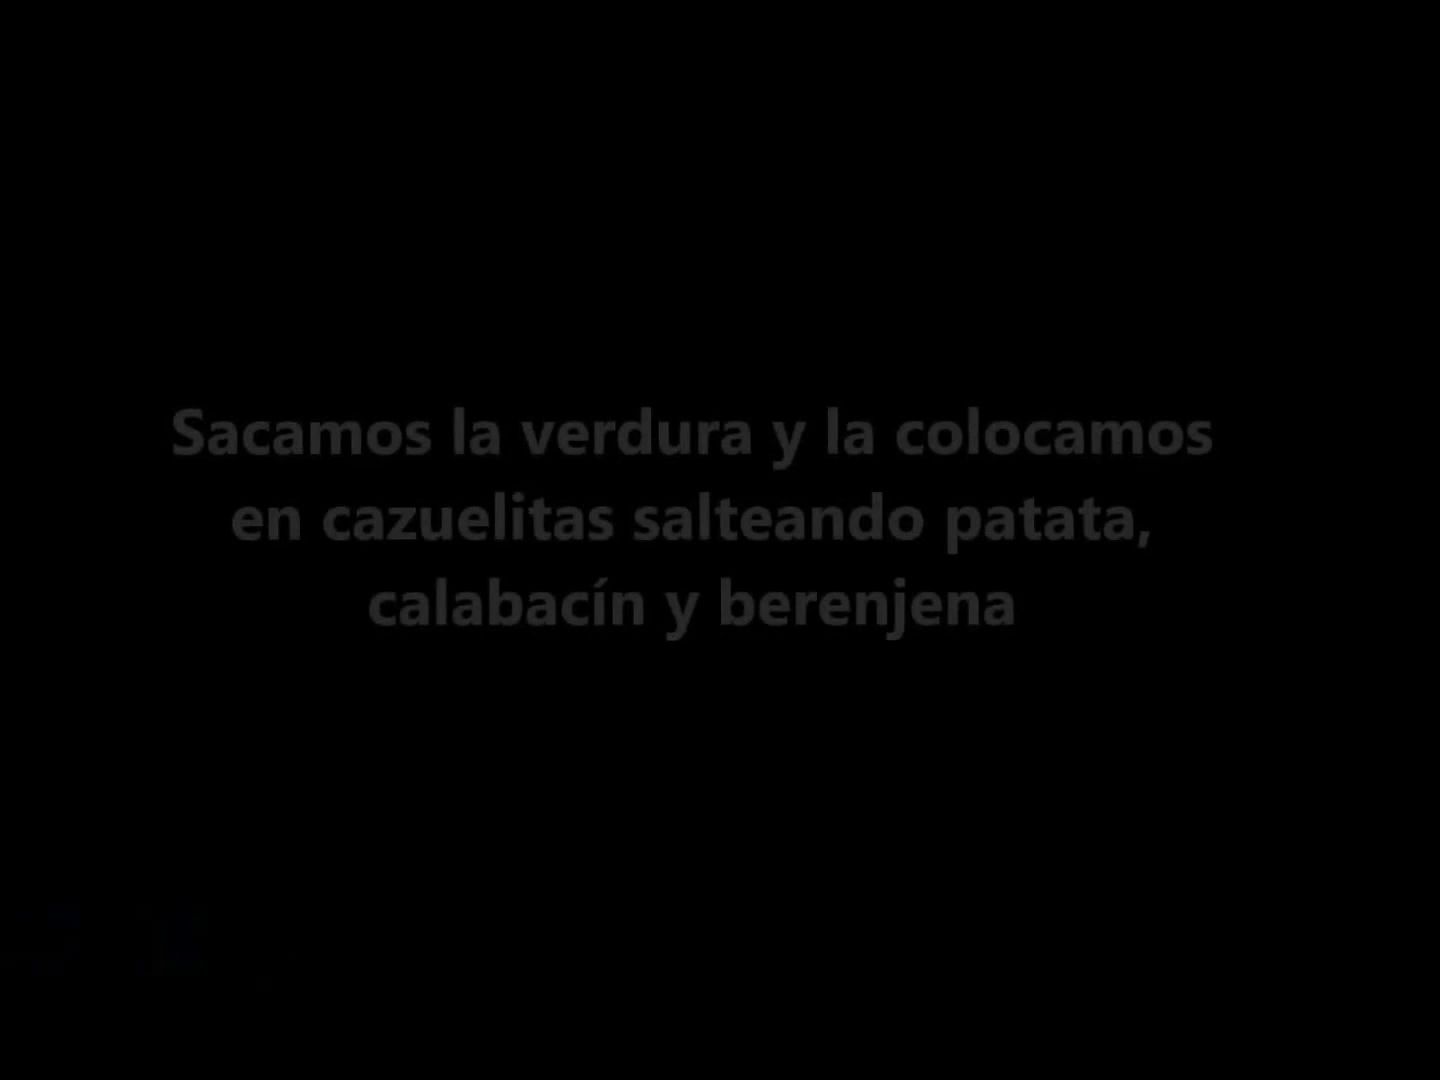 Sacamos la verdura y la colocamos
en cazuelitas salteando patata,
calabacín y berenjena